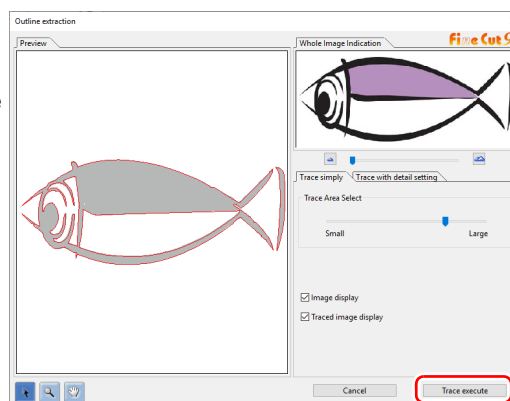 Outline extraction
Preview
Whole Image Indication
Fine Cut 9
Trace simply
Trace with detail setting
Trace Area Select
Small
Large
Image display
Traced image display
Cancel
Trace execute